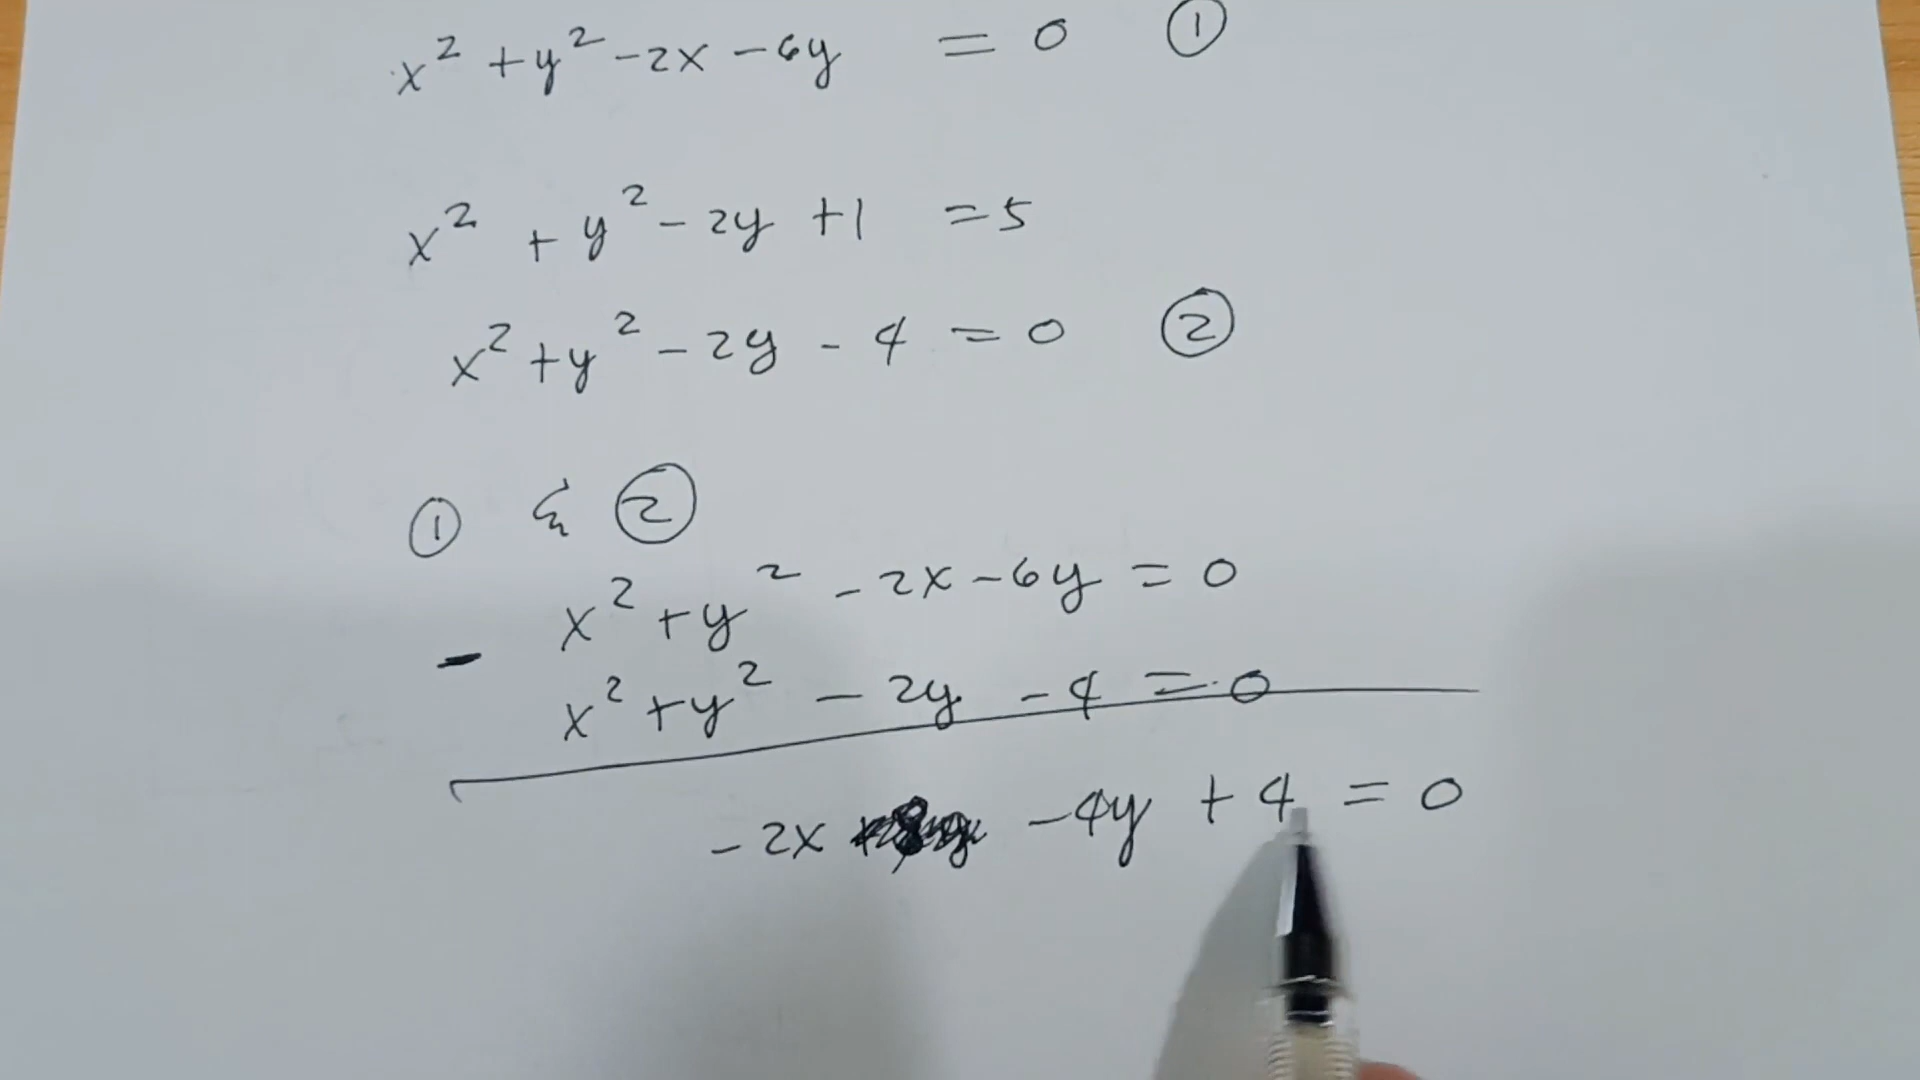 x² + y² - 2x - 6y = 0 ①
x² + y² - 2y + 1 = 5
x² + y² - 2y - 4 = 0 ②
① & ②
x² + y² - 2x - 6y = 0
-
x² + y² - 2y - 4 = 0
- 2x - 4y + 4 = 0